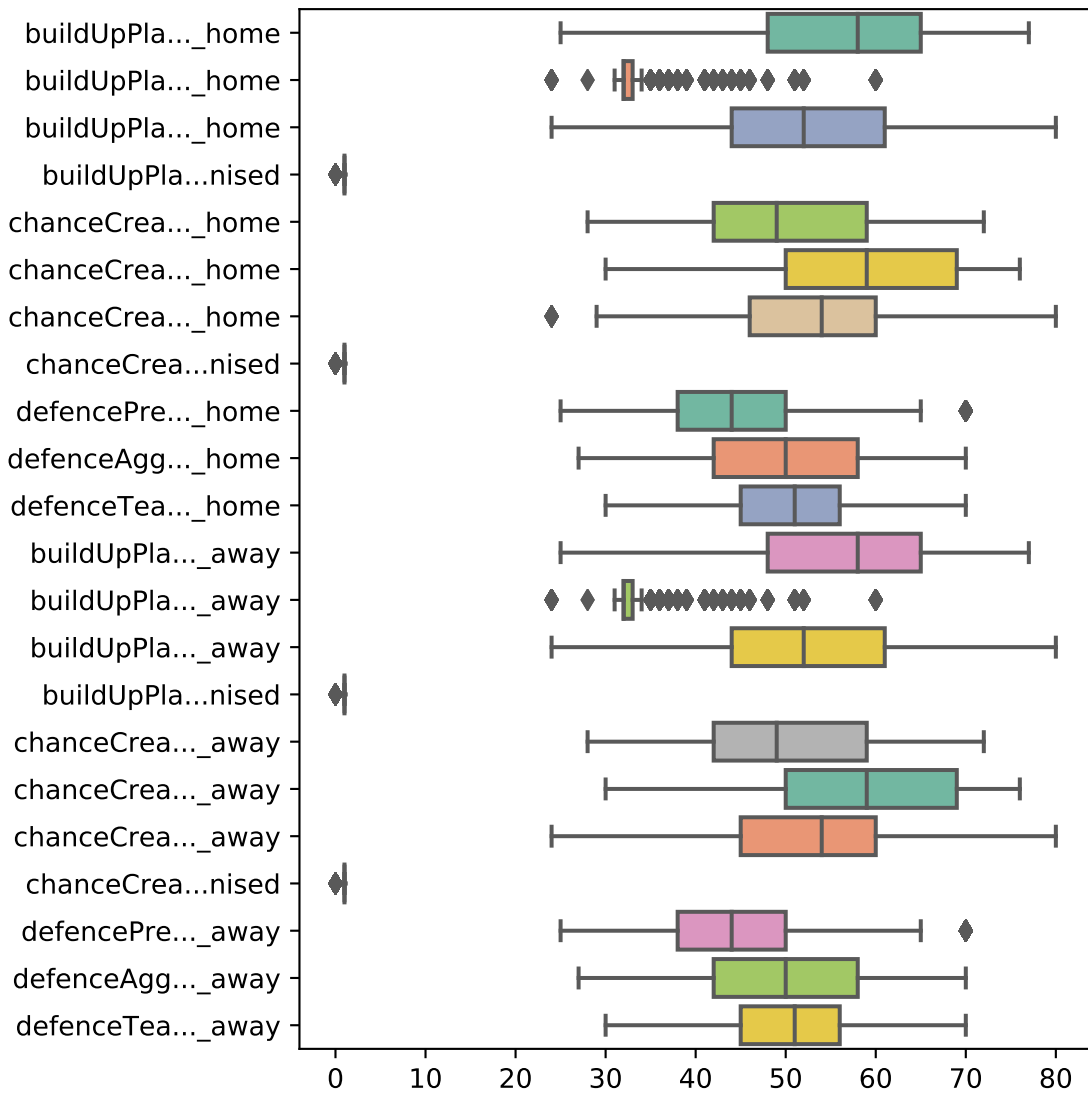 buildUpPla..._home
buildUpPla..._home
buildUpPla..._home
buildUpPla...nised
chanceCrea..._home
chanceCrea..._home
chanceCrea..._home
chanceCrea...nised
defencePre..._home
defenceAgg..._home
defenceTea..._home
buildUpPla..._away
buildUpPla..._away
buildUpPla..._away
buildUpPla...nised
chanceCrea..._away
chanceCrea..._away
chanceCrea..._away
chanceCrea...nised
defencePre..._away
defenceAgg..._away
defenceTea..._away
0 10 20 30 40 50 60 70 80